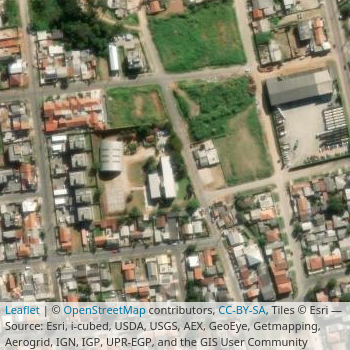 Leaflet | © OpenStreetMap contributors, CC-BY-SA, Tiles © Esri —
Source: Esri, i-cubed, USDA, USGS, AEX, GeoEye, Getmapping,
Aerogrid, IGN, IGP, UPR-EGP, and the GIS User Community